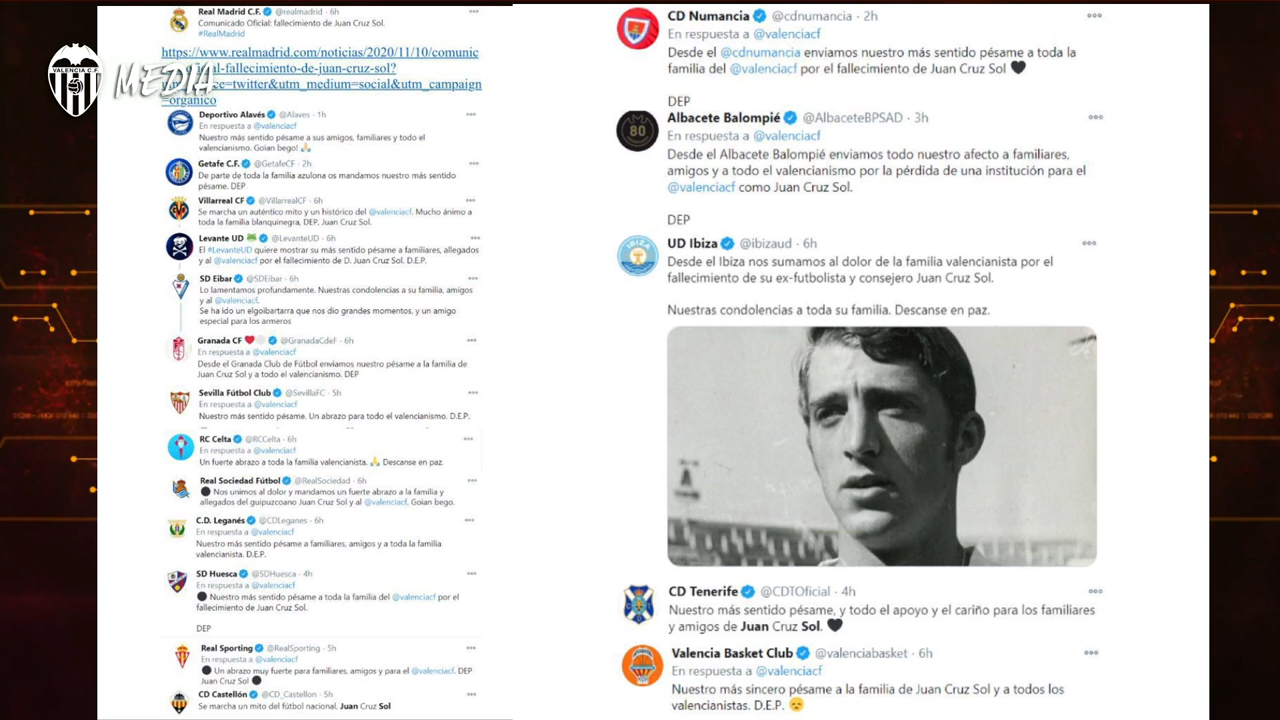 VALENCIA C.F.
MEDIA
Real Madrid C.F. @realmadrid · 6h
Comunicado Oficial: fallecimiento de Juan Cruz Sol.
#RealMadrid
https://www.realmadrid.com/noticias/2020/11/10/comunic
al-fallecimiento-de-juan-cruz-sol?
ce=twitter&utm_medium=social&utm_campaign
=organico
Deportivo Alavés @Alaves · 1h
En respuesta a @valenciacf
Nuestro más sentido pésame a sus amigos, familiares y todo el
valencianismo. Goian bego! 🙏
Getafe C.F. @GetafeCF · 2h
De parte de toda la familia azulona os mandamos nuestro más sentido
pésame. DEP
Villarreal CF @VillarrealCF · 6h
Se marcha un auténtico mito y un histórico del @valenciacf. Mucho ánimo a
toda la familia blanquinegra, DEP, Juan Cruz Sol.
Levante UD 🐸 @LevanteUD · 6h
El #LevanteUD quiere mostrar su más sentido pésame a familiares, allegados
y al @valenciacf por el fallecimiento de D. Juan Cruz Sol. D.E.P.
SD Eibar @SDEibar · 6h
Lo lamentamos profundamente. Nuestras condolencias a su familia, amigos
y al @valenciacf.
Se ha ido un elgoibartarra que nos dio grandes momentos, y un amigo
especial para los armeros
Granada CF ❤️🤍 @GranadaCdeF · 6h
En respuesta a @valenciacf
Desde el Granada Club de Fútbol enviamos nuestro pésame a la familia de
Juan Cruz Sol y a todo el valencianismo. DEP
Sevilla Fútbol Club @SevillaFC · 5h
En respuesta a @valenciacf
Nuestro más sentido pésame. Un abrazo para todo el valencianismo. D.E.P.
RC Celta @RCCelta · 6h
En respuesta a @valenciacf
Un fuerte abrazo a toda la familia valencianista. 🙏 Descanse en paz.
Real Sociedad Fútbol @RealSociedad · 6h
⚫ Nos unimos al dolor y mandamos un fuerte abrazo a la familia y
allegados del guipuzcoano Juan Cruz Sol y al @valenciacf. Goian bego.
C.D. Leganés @CDLeganes · 6h
En respuesta a @valenciacf
Nuestro más sentido pésame a familiares, amigos y a toda la familia
valencianista. D.E.P.
SD Huesca @SDHuesca · 4h
En respuesta a @valenciacf
⚫ Nuestro más sentido pésame a toda la familia del @valenciacf por el
fallecimiento de Juan Cruz Sol.
DEP
Real Sporting @RealSporting · 5h
En respuesta a @valenciacf
⚫ Un abrazo muy fuerte para familiares, amigos y para el @valenciacf. DEP
Juan Cruz Sol ⚫
CD Castellón @CD_Castellon · 5h
Se marcha un mito del fútbol nacional, Juan Cruz Sol
CD Numancia @cdnumancia · 2h
En respuesta a @valenciacf
Desde el @cdnumancia enviamos nuestro más sentido pésame a toda la
familia del @valenciacf por el fallecimiento de Juan Cruz Sol 🖤
DEP
80
Albacete Balompié @AlbaceteBPSAD · 3h
En respuesta a @valenciacf
Desde el Albacete Balompié enviamos todo nuestro afecto a familiares,
amigos y a todo el valencianismo por la pérdida de una institución para el
@valenciacf como Juan Cruz Sol.
DEP
IBIZA
UD Ibiza @ibizaud · 6h
Desde el Ibiza nos sumamos al dolor de la familia valencianista por el
fallecimiento de su ex-futbolista y consejero Juan Cruz Sol.
Nuestras condolencias a toda su familia. Descanse en paz.
CD Tenerife @CDTOficial · 4h
Nuestro más sentido pésame, y todo el apoyo y el cariño para los familiares
y amigos de Juan Cruz Sol. 🖤
Valencia Basket Club @valenciabasket · 6h
En respuesta a @valenciacf
Nuestro más sincero pésame a la familia de Juan Cruz Sol y a todos los
valencianistas. D.E.P. 😞